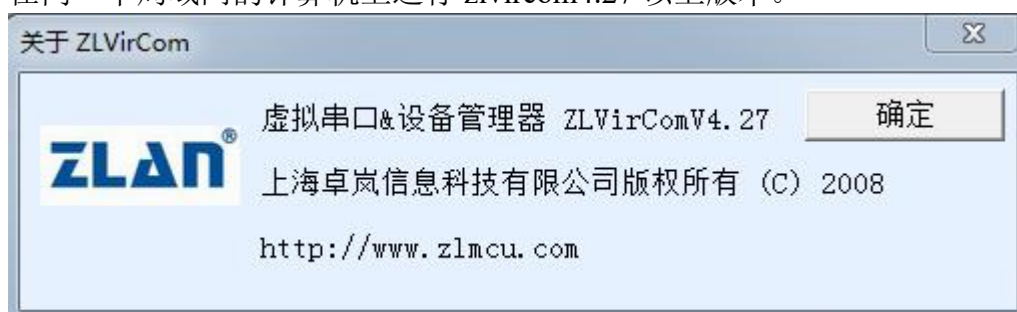 在同一个局域网的计算机上运行 zlvircom4.27 以上版本。
关于 ZLVirCom
虚拟串口&设备管理器 ZLVirComV4.27
确定
ZLAN®
上海卓岚信息科技有限公司版权所有 (C) 2008
http://www.zlmcu.com